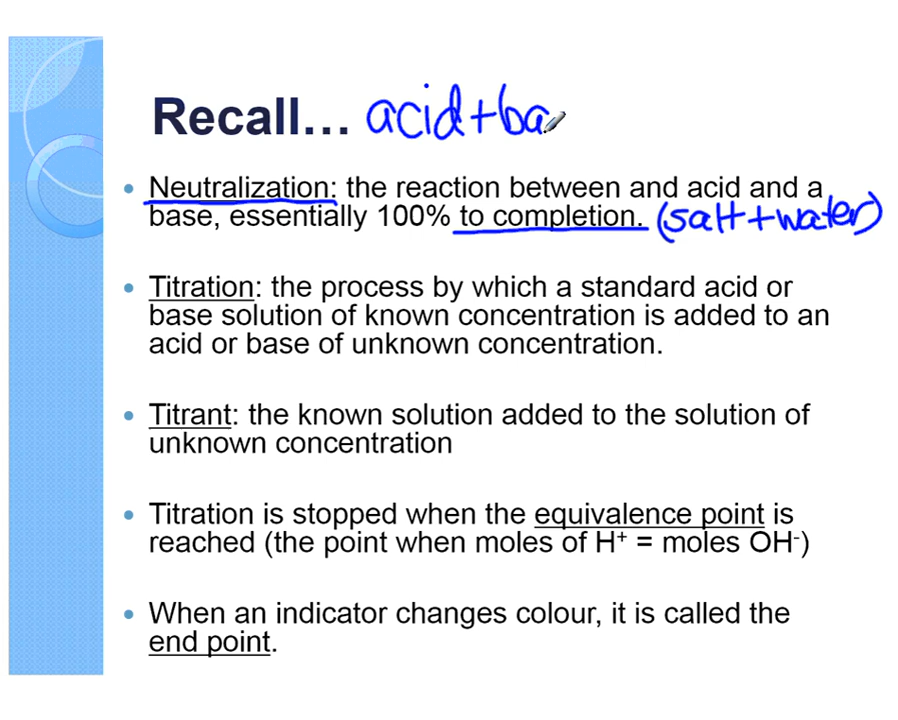 Recall... acid+ba
• Neutralization: the reaction between and acid and a
base, essentially 100% to completion. (salt+water)
• Titration: the process by which a standard acid or
base solution of known concentration is added to an
acid or base of unknown concentration.
• Titrant: the known solution added to the solution of
unknown concentration
• Titration is stopped when the equivalence point is
reached (the point when moles of H⁺ = moles OH⁻)
• When an indicator changes colour, it is called the
end point.